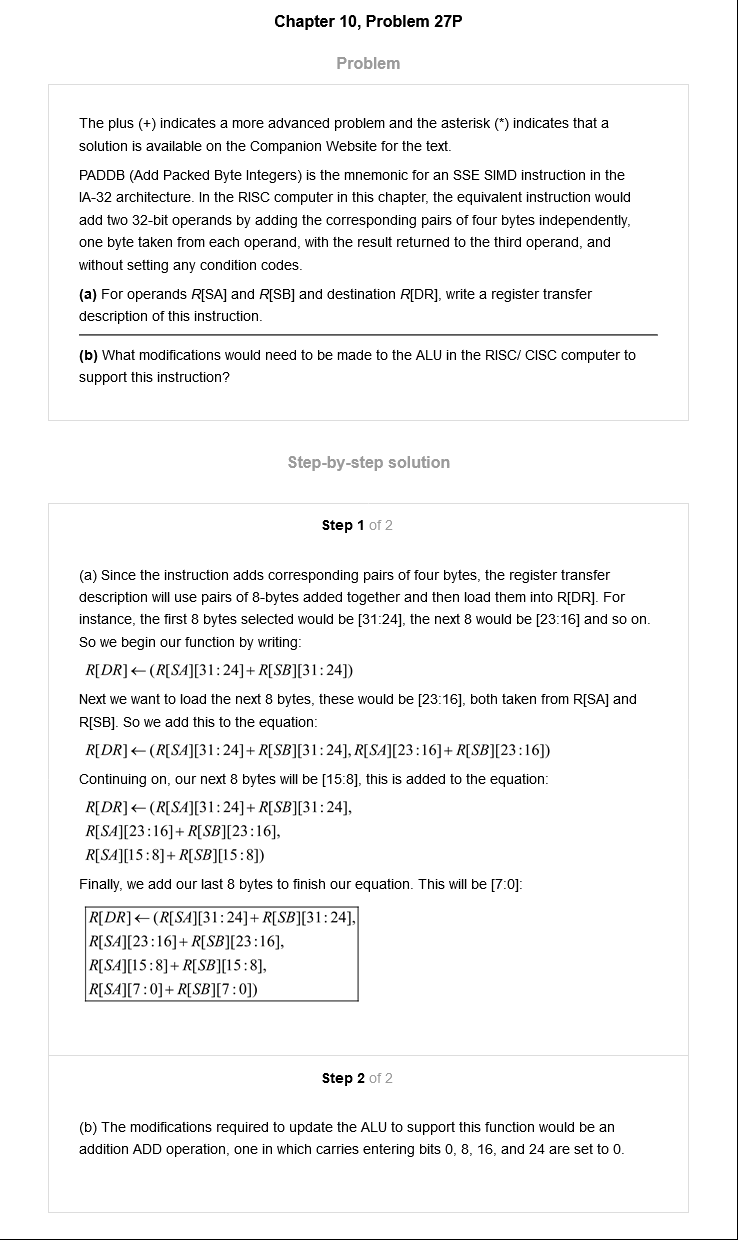 Chapter 10, Problem 27P
Problem
The plus (+) indicates a more advanced problem and the asterisk (*) indicates that a
solution is available on the Companion Website for the text.
PADDB (Add Packed Byte Integers) is the mnemonic for an SSE SIMD instruction in the
IA-32 architecture. In the RISC computer in this chapter, the equivalent instruction would
add two 32-bit operands by adding the corresponding pairs of four bytes independently,
one byte taken from each operand, with the result returned to the third operand, and
without setting any condition codes.
(a) For operands R[SA] and R[SB] and destination R[DR], write a register transfer
description of this instruction.
(b) What modifications would need to be made to the ALU in the RISC/ CISC computer to
support this instruction?
Step-by-step solution
Step 1 of 2
(a) Since the instruction adds corresponding pairs of four bytes, the register transfer
description will use pairs of 8-bytes added together and then load them into R[DR]. For
instance, the first 8 bytes selected would be [31:24], the next 8 would be [23:16] and so on.
So we begin our function by writing:
R[DR]←(R[SA][31:24]+R[SB][31:24])
Next we want to load the next 8 bytes, these would be [23:16], both taken from R[SA] and
R[SB]. So we add this to the equation:
R[DR]←(R[SA][31:24]+R[SB][31:24],R[SA][23:16]+R[SB][23:16])
Continuing on, our next 8 bytes will be [15:8], this is added to the equation:
R[DR]←(R[SA][31:24]+R[SB][31:24],
R[SA][23:16]+R[SB][23:16],
R[SA][15:8]+R[SB][15:8])
Finally, we add our last 8 bytes to finish our equation. This will be [7:0]:
R[DR]←(R[SA][31:24]+R[SB][31:24],
R[SA][23:16]+R[SB][23:16],
R[SA][15:8]+R[SB][15:8],
R[SA][7:0]+R[SB][7:0])
Step 2 of 2
(b) The modifications required to update the ALU to support this function would be an
addition ADD operation, one in which carries entering bits 0, 8, 16, and 24 are set to 0.